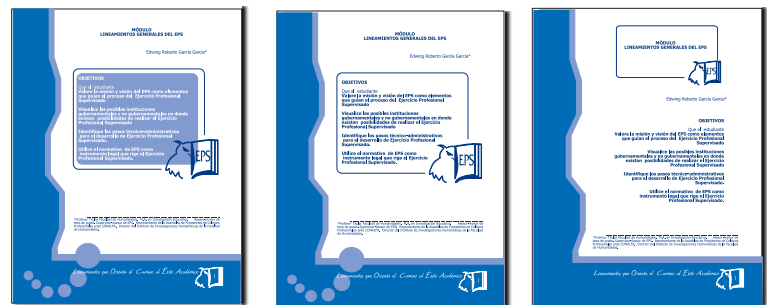 MÓDULO
LINEAMIENTOS GENERALES DEL EPS
Edwing Roberto García García*
OBJETIVOS
Que el estudiante
Valore la misión y visión del EPS como elementos
que guían el proceso del Ejercicio Profesional
Supervisado
Visualice las posibles instituciones
gubernamentales y no gubernamentales en donde
existan posibilidades de realizar el Ejercicio
Profesional Supervisado
Identifique los pasos técnico-administrativos
para el desarrollo de Ejercicio Profesional
Supervisado.
Utilice el normativo de EPS como
instrumento legal que rige el Ejercicio
Profesional.
EPS
Humanidades.
Lineamientos que Orienta el Camino al Éxito Académico
MÓDULO
LINEAMIENTOS GENERALES DEL EPS
Edwing Roberto García García*
OBJETIVOS
Que el estudiante
Valore la misión y visión del EPS como elementos
que guían el proceso del Ejercicio Profesional
Supervisado
Visualice las posibles instituciones
gubernamentales y no gubernamentales en donde
existan posibilidades de realizar el Ejercicio
Profesional Supervisado
Identifique los pasos técnico-administrativos
para el desarrollo de Ejercicio Profesional
Supervisado.
Utilice el normativo de EPS como
instrumento legal que rige el Ejercicio
Profesional.
EPS
de Humanidades.
Lineamientos que Orienta el Camino al Éxito Académico
MÓDULO
LINEAMIENTOS GENERALES DEL EPS
EPS
Edwing Roberto García García*
OBJETIVOS
Que el estudiante
Valore la misión y visión del EPS como elementos
que guían el proceso del Ejercicio Profesional
Supervisado
Visualice las posibles instituciones
gubernamentales y no gubernamentales en donde
existan posibilidades de realizar el Ejercicio
Profesional Supervisado
Identifique los pasos técnico-administrativos
para el desarrollo de Ejercicio Profesional
Supervisado.
Utilice el normativo de EPS como
instrumento legal que rige el Ejercicio
Profesional.
de Humanidades.
Lineamientos que Orienta el Camino al Éxito Académico